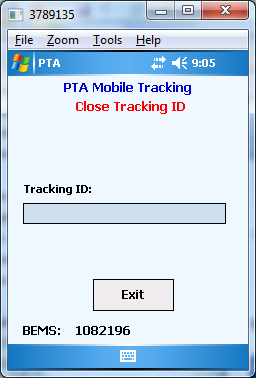 3789135
File Zoom Tools Help
PTA 9:05
PTA Mobile Tracking
Close Tracking ID
Tracking ID:
Exit
BEMS: 1082196